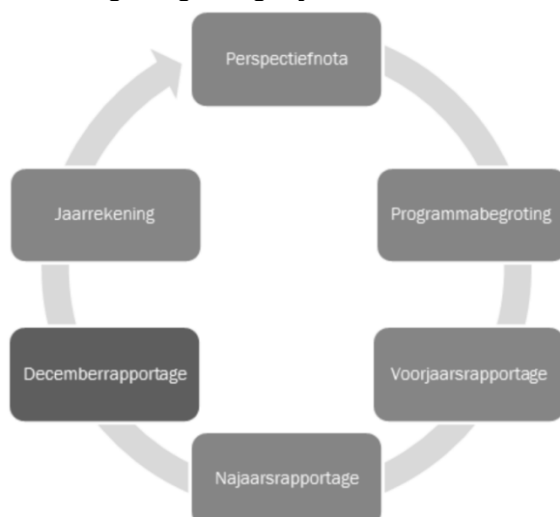 Perspectiefnota
Programmabegroting
Voorjaarsrapportage
Najaarsrapportage
Decemberrapportage
Jaarrekening